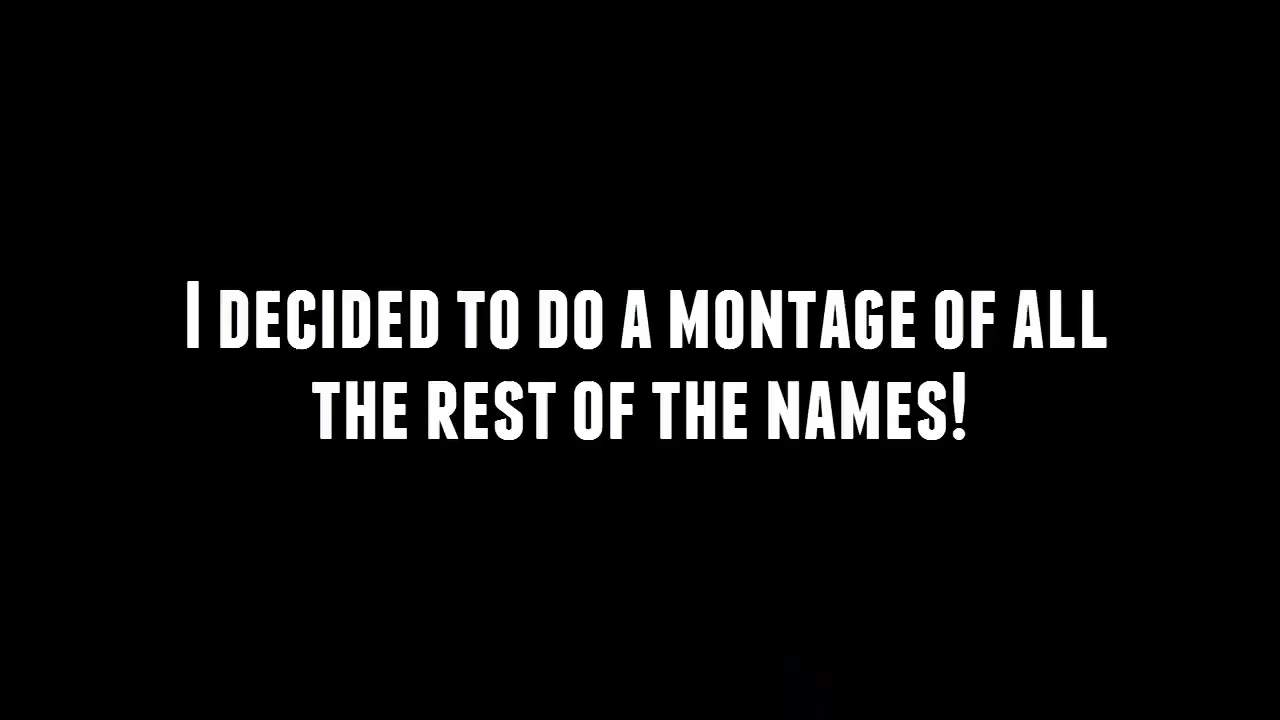 I DECIDED TO DO A MONTAGE OF ALL
THE REST OF THE NAMES!